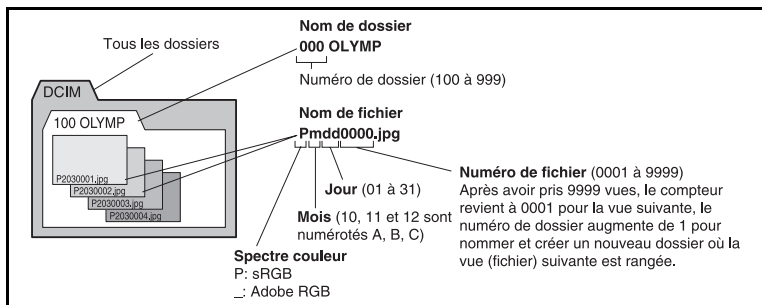 Tous les dossiers
DCIM
100 OLYMP
P2030001.jpg
P2030002.jpg
P2030003.jpg
P2030004.jpg
Nom de dossier
000 OLYMP
Numéro de dossier (100 à 999)
Nom de fichier
Pmdd0000.jpg
Jour (01 à 31)
Mois (10, 11 et 12 sont
numérotés A, B, C)
Spectre couleur
P: sRGB
_: Adobe RGB
Numéro de fichier (0001 à 9999)
Après avoir pris 9999 vues, le compteur
revient à 0001 pour la vue suivante, le
numéro de dossier augmente de 1 pour
nommer et créer un nouveau dossier où la
vue (fichier) suivante est rangée.